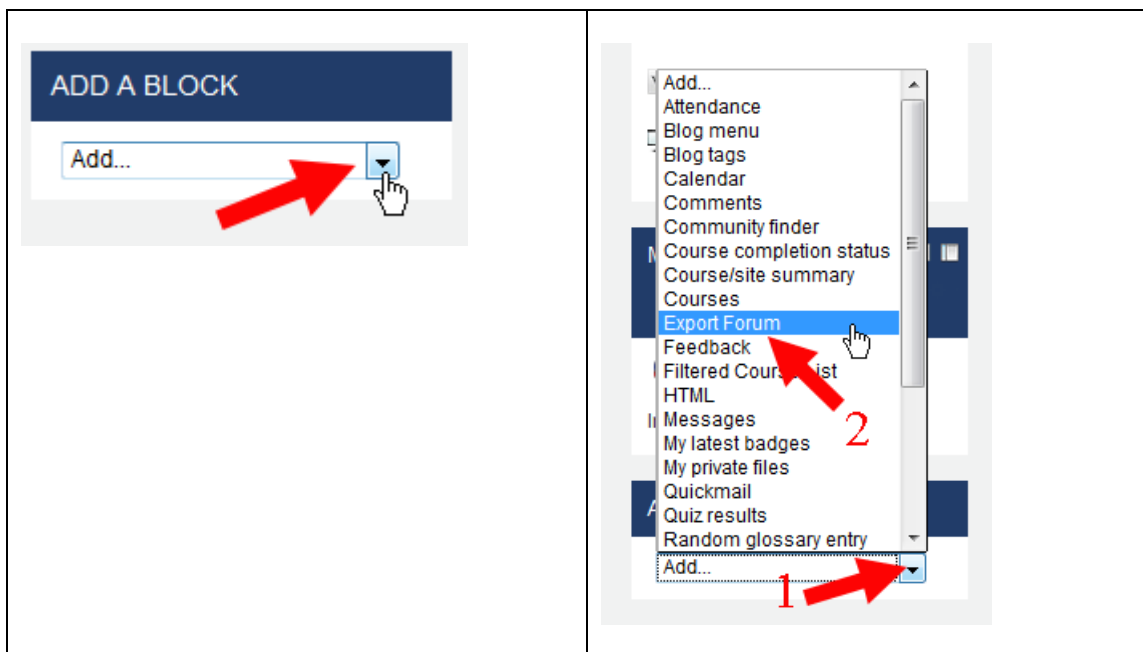 ADD A BLOCK
Add...
Add...
Attendance
Blog menu
Blog tags
Calendar
Comments
Community finder
Course completion status
Course/site summary
Courses
Export Forum
Feedback
Filtered Course
HTML
Messages
My latest badges
My private files
Quickmail
Quiz results
Random glossary entry
2
Add...
1